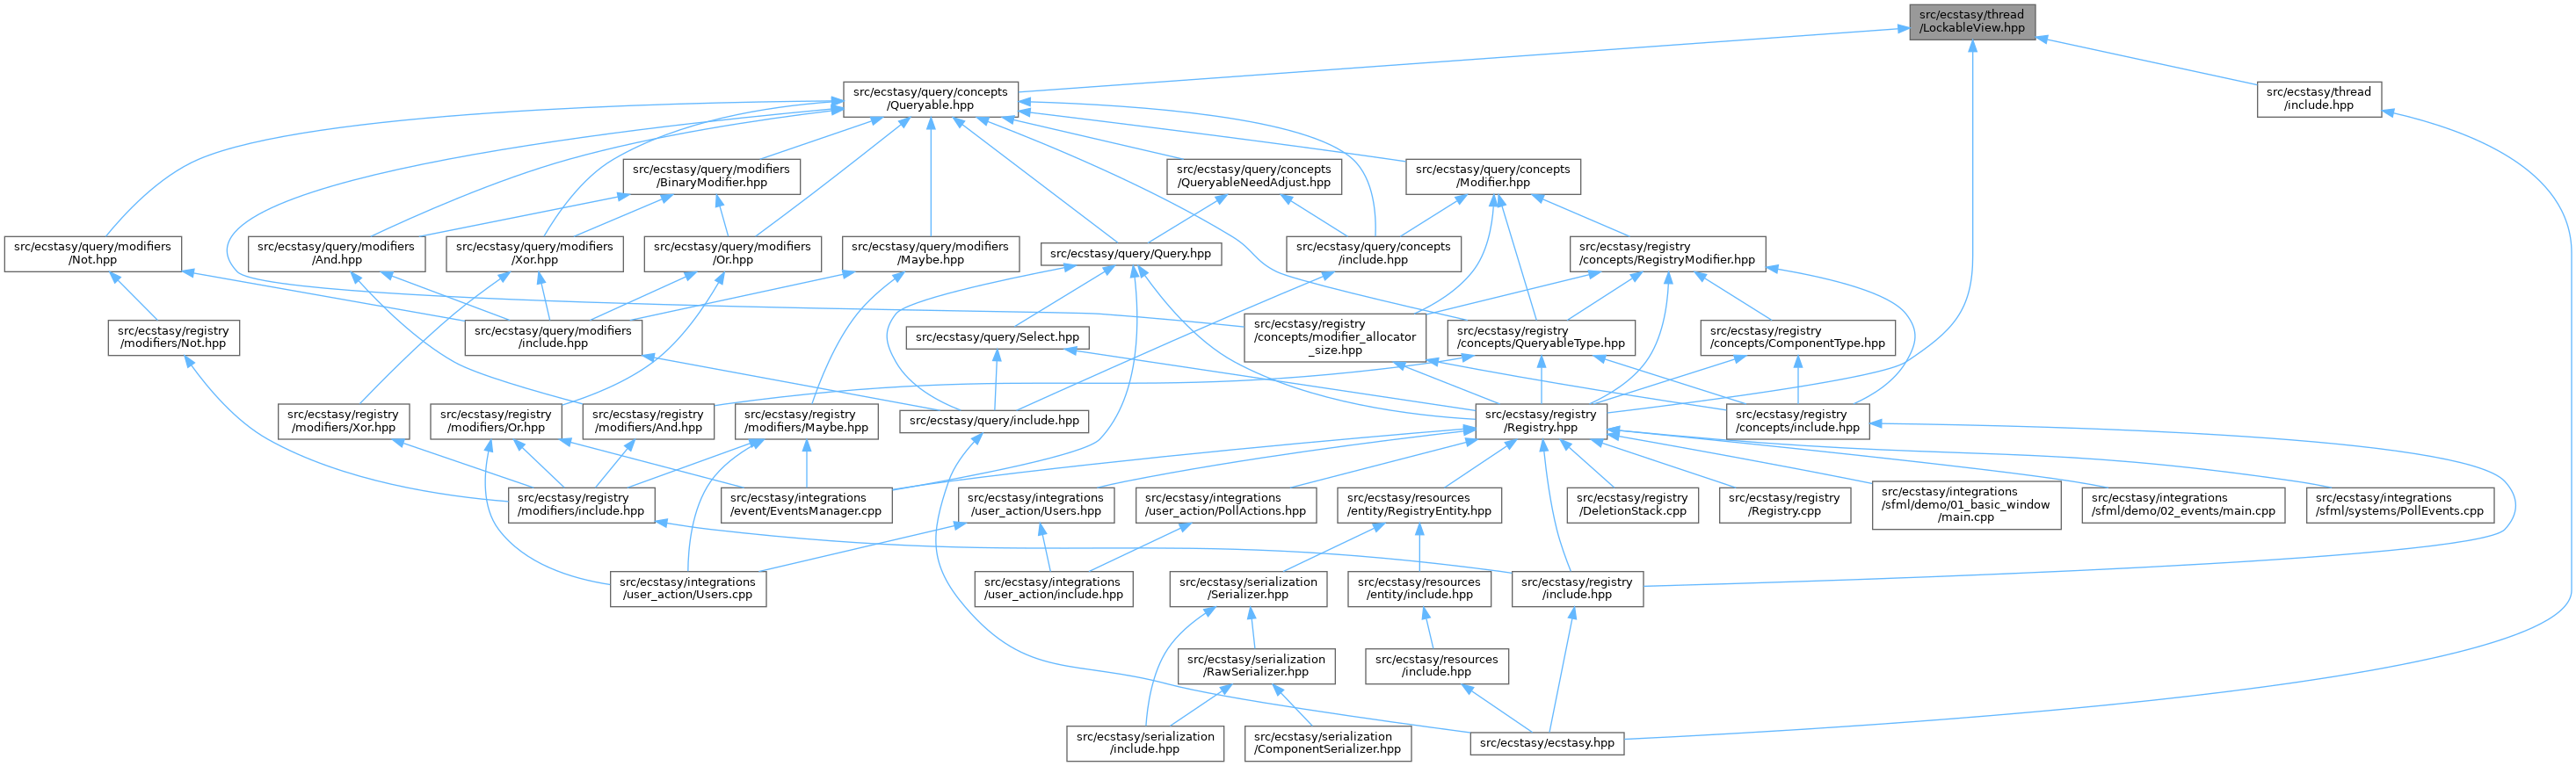 src/ecstasy/thread
/LockableView.hpp
src/ecstasy/query/concepts
/Queryable.hpp
src/ecstasy/thread
/include.hpp
src/ecstasy/query/modifiers
/BinaryModifier.hpp
src/ecstasy/query/concepts
/QueryableNeedAdjust.hpp
src/ecstasy/query/concepts
/Modifier.hpp
src/ecstasy/query/modifiers
/Not.hpp
src/ecstasy/query/modifiers
/And.hpp
src/ecstasy/query/modifiers
/Xor.hpp
src/ecstasy/query/modifiers
/Or.hpp
src/ecstasy/query/modifiers
/Maybe.hpp
src/ecstasy/query/Query.hpp
src/ecstasy/query/concepts
/include.hpp
src/ecstasy/registry
/concepts/RegistryModifier.hpp
src/ecstasy/registry
/modifiers/Not.hpp
src/ecstasy/query/modifiers
/include.hpp
src/ecstasy/query/Select.hpp
src/ecstasy/registry
/concepts/modifier_allocator
_size.hpp
src/ecstasy/registry
/concepts/QueryableType.hpp
src/ecstasy/registry
/concepts/ComponentType.hpp
src/ecstasy/registry
/modifiers/Xor.hpp
src/ecstasy/registry
/modifiers/Or.hpp
src/ecstasy/registry
/modifiers/And.hpp
src/ecstasy/registry
/modifiers/Maybe.hpp
src/ecstasy/query/include.hpp
src/ecstasy/registry
/Registry.hpp
src/ecstasy/registry
/concepts/include.hpp
src/ecstasy/registry
/modifiers/include.hpp
src/ecstasy/integrations
/event/EventsManager.cpp
src/ecstasy/integrations
/user_action/Users.hpp
src/ecstasy/integrations
/user_action/PollActions.hpp
src/ecstasy/resources
/entity/RegistryEntity.hpp
src/ecstasy/registry
/DeletionStack.cpp
src/ecstasy/registry
/Registry.cpp
src/ecstasy/integrations
/sfml/demo/01_basic_window
/main.cpp
src/ecstasy/integrations
/sfml/demo/02_events/main.cpp
src/ecstasy/integrations
/sfml/systems/PollEvents.cpp
src/ecstasy/integrations
/user_action/Users.cpp
src/ecstasy/integrations
/user_action/include.hpp
src/ecstasy/serialization
/Serializer.hpp
src/ecstasy/resources
/entity/include.hpp
src/ecstasy/registry
/include.hpp
src/ecstasy/serialization
/RawSerializer.hpp
src/ecstasy/resources
/include.hpp
src/ecstasy/serialization
/include.hpp
src/ecstasy/serialization
/ComponentSerializer.hpp
src/ecstasy/ecstasy.hpp